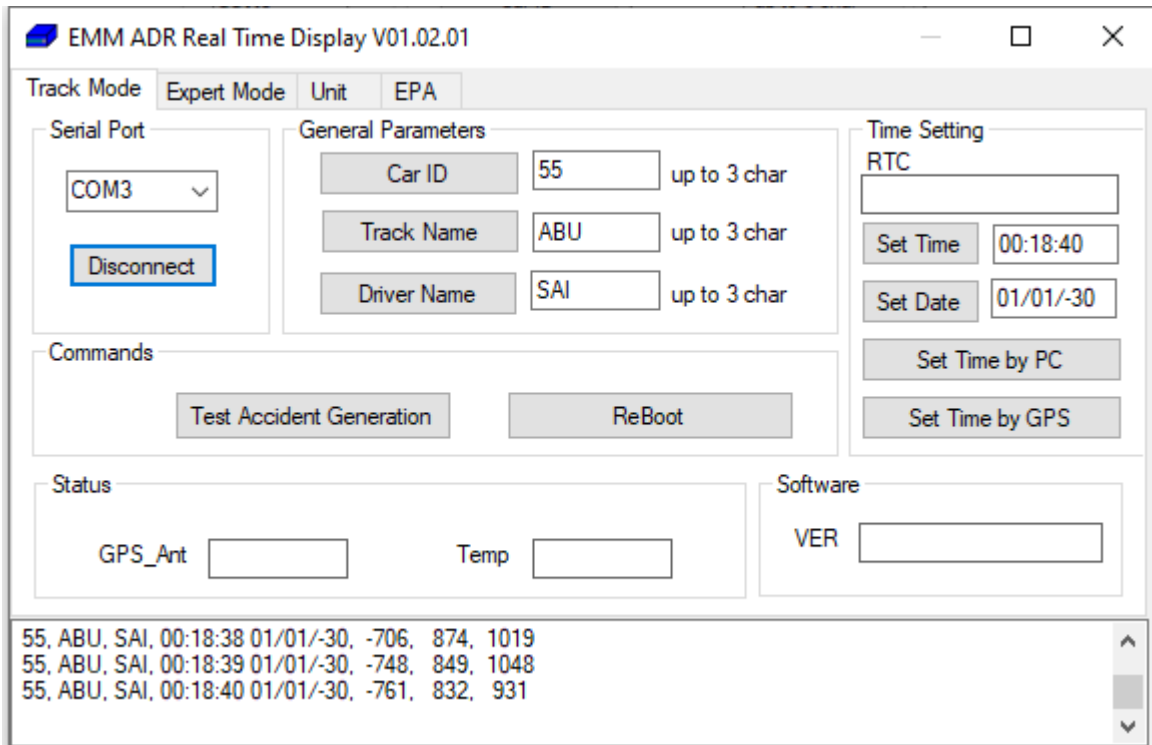 EMM ADR Real Time Display V01.02.01
Track Mode Expert Mode Unit EPA
Serial Port
COM3
Disconnect
General Parameters
Car ID 55 up to 3 char
Track Name ABU up to 3 char
Driver Name SAI up to 3 char
Time Setting
RTC
Set Time 00:18:40
Set Date 01/01/-30
Set Time by PC
Set Time by GPS
Commands
Test Accident Generation ReBoot
Status
GPS_Ant Temp
Software
VER
55, ABU, SAI, 00:18:38 01/01/-30, -706, 874, 1019
55, ABU, SAI, 00:18:39 01/01/-30, -748, 849, 1048
55, ABU, SAI, 00:18:40 01/01/-30, -761, 832, 931